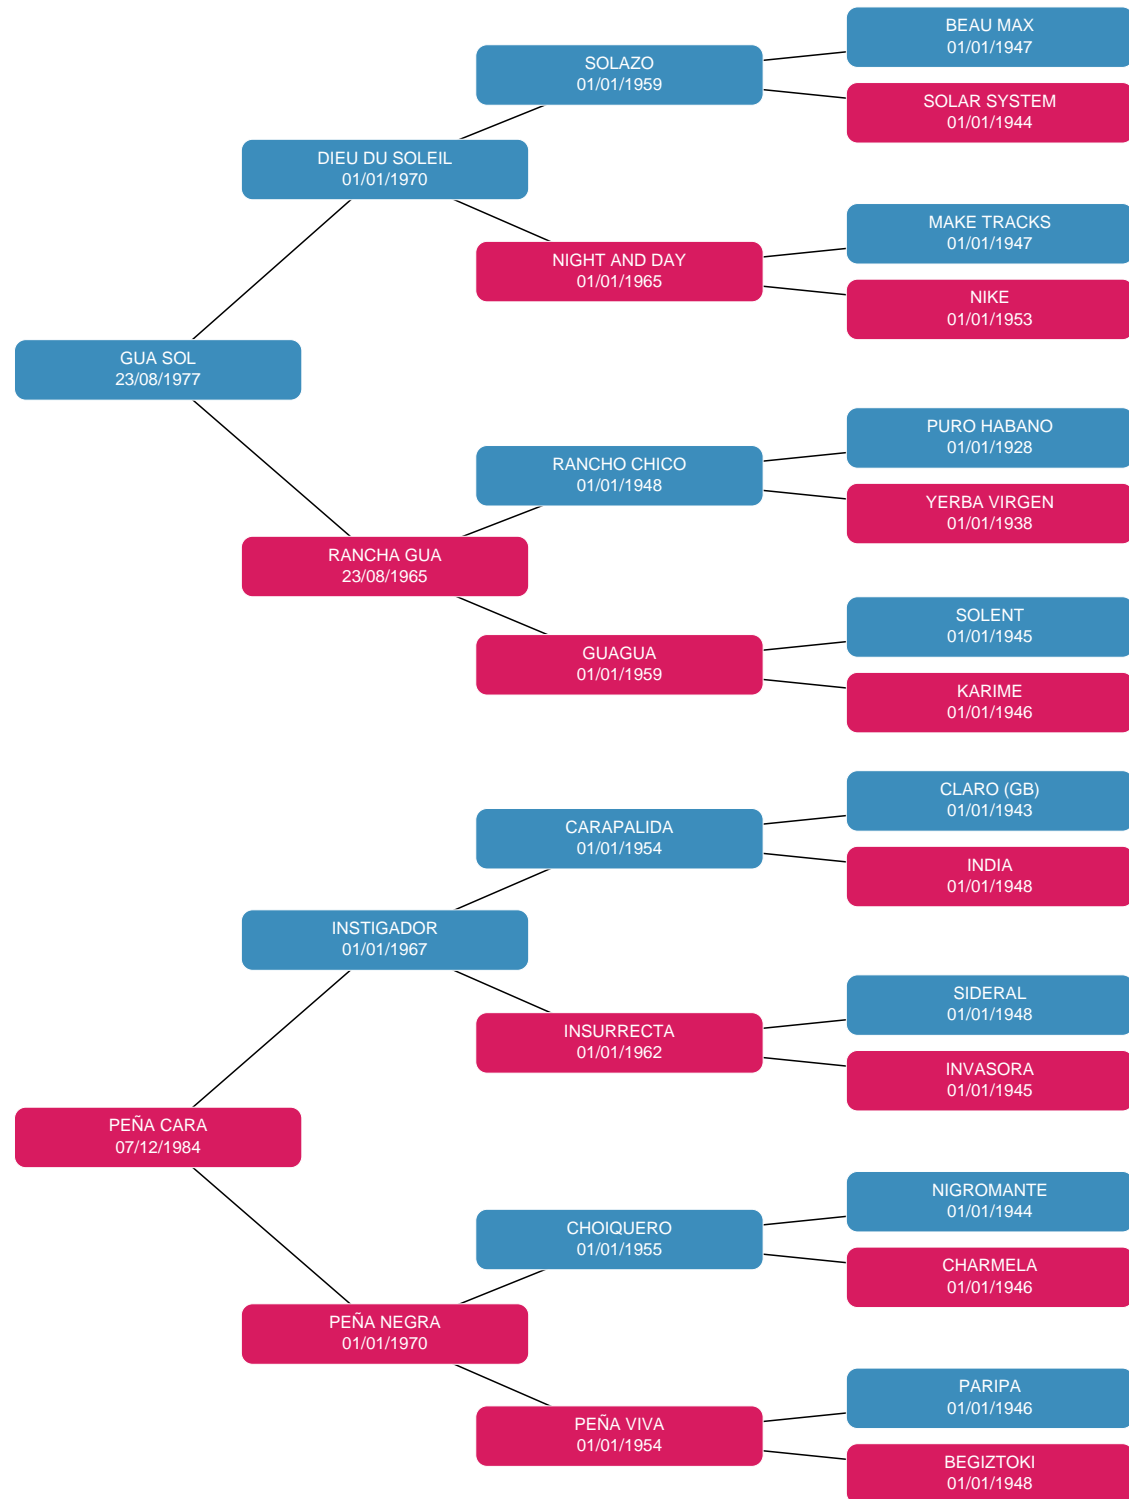 BEAU MAX
01/01/1947
SOLAZO
01/01/1959
SOLAR SYSTEM
01/01/1944
DIEU DU SOLEIL
01/01/1970
MAKE TRACKS
01/01/1947
NIGHT AND DAY
01/01/1965
NIKE
01/01/1953
GUA SOL
23/08/1977
PURO HABANO
01/01/1928
RANCHO CHICO
01/01/1948
YERBA VIRGEN
01/01/1938
RANCHA GUA
23/08/1965
SOLENT
01/01/1945
GUAGUA
01/01/1959
KARIME
01/01/1946
CLARO (GB)
01/01/1943
CARAPALIDA
01/01/1954
INDIA
01/01/1948
INSTIGADOR
01/01/1967
SIDERAL
01/01/1948
INSURRECTA
01/01/1962
INVASORA
01/01/1945
PEÑA CARA
07/12/1984
NIGROMANTE
01/01/1944
CHOIQUERO
01/01/1955
CHARMELA
01/01/1946
PEÑA NEGRA
01/01/1970
PARIPA
01/01/1946
PEÑA VIVA
01/01/1954
BEGIZTOKI
01/01/1948